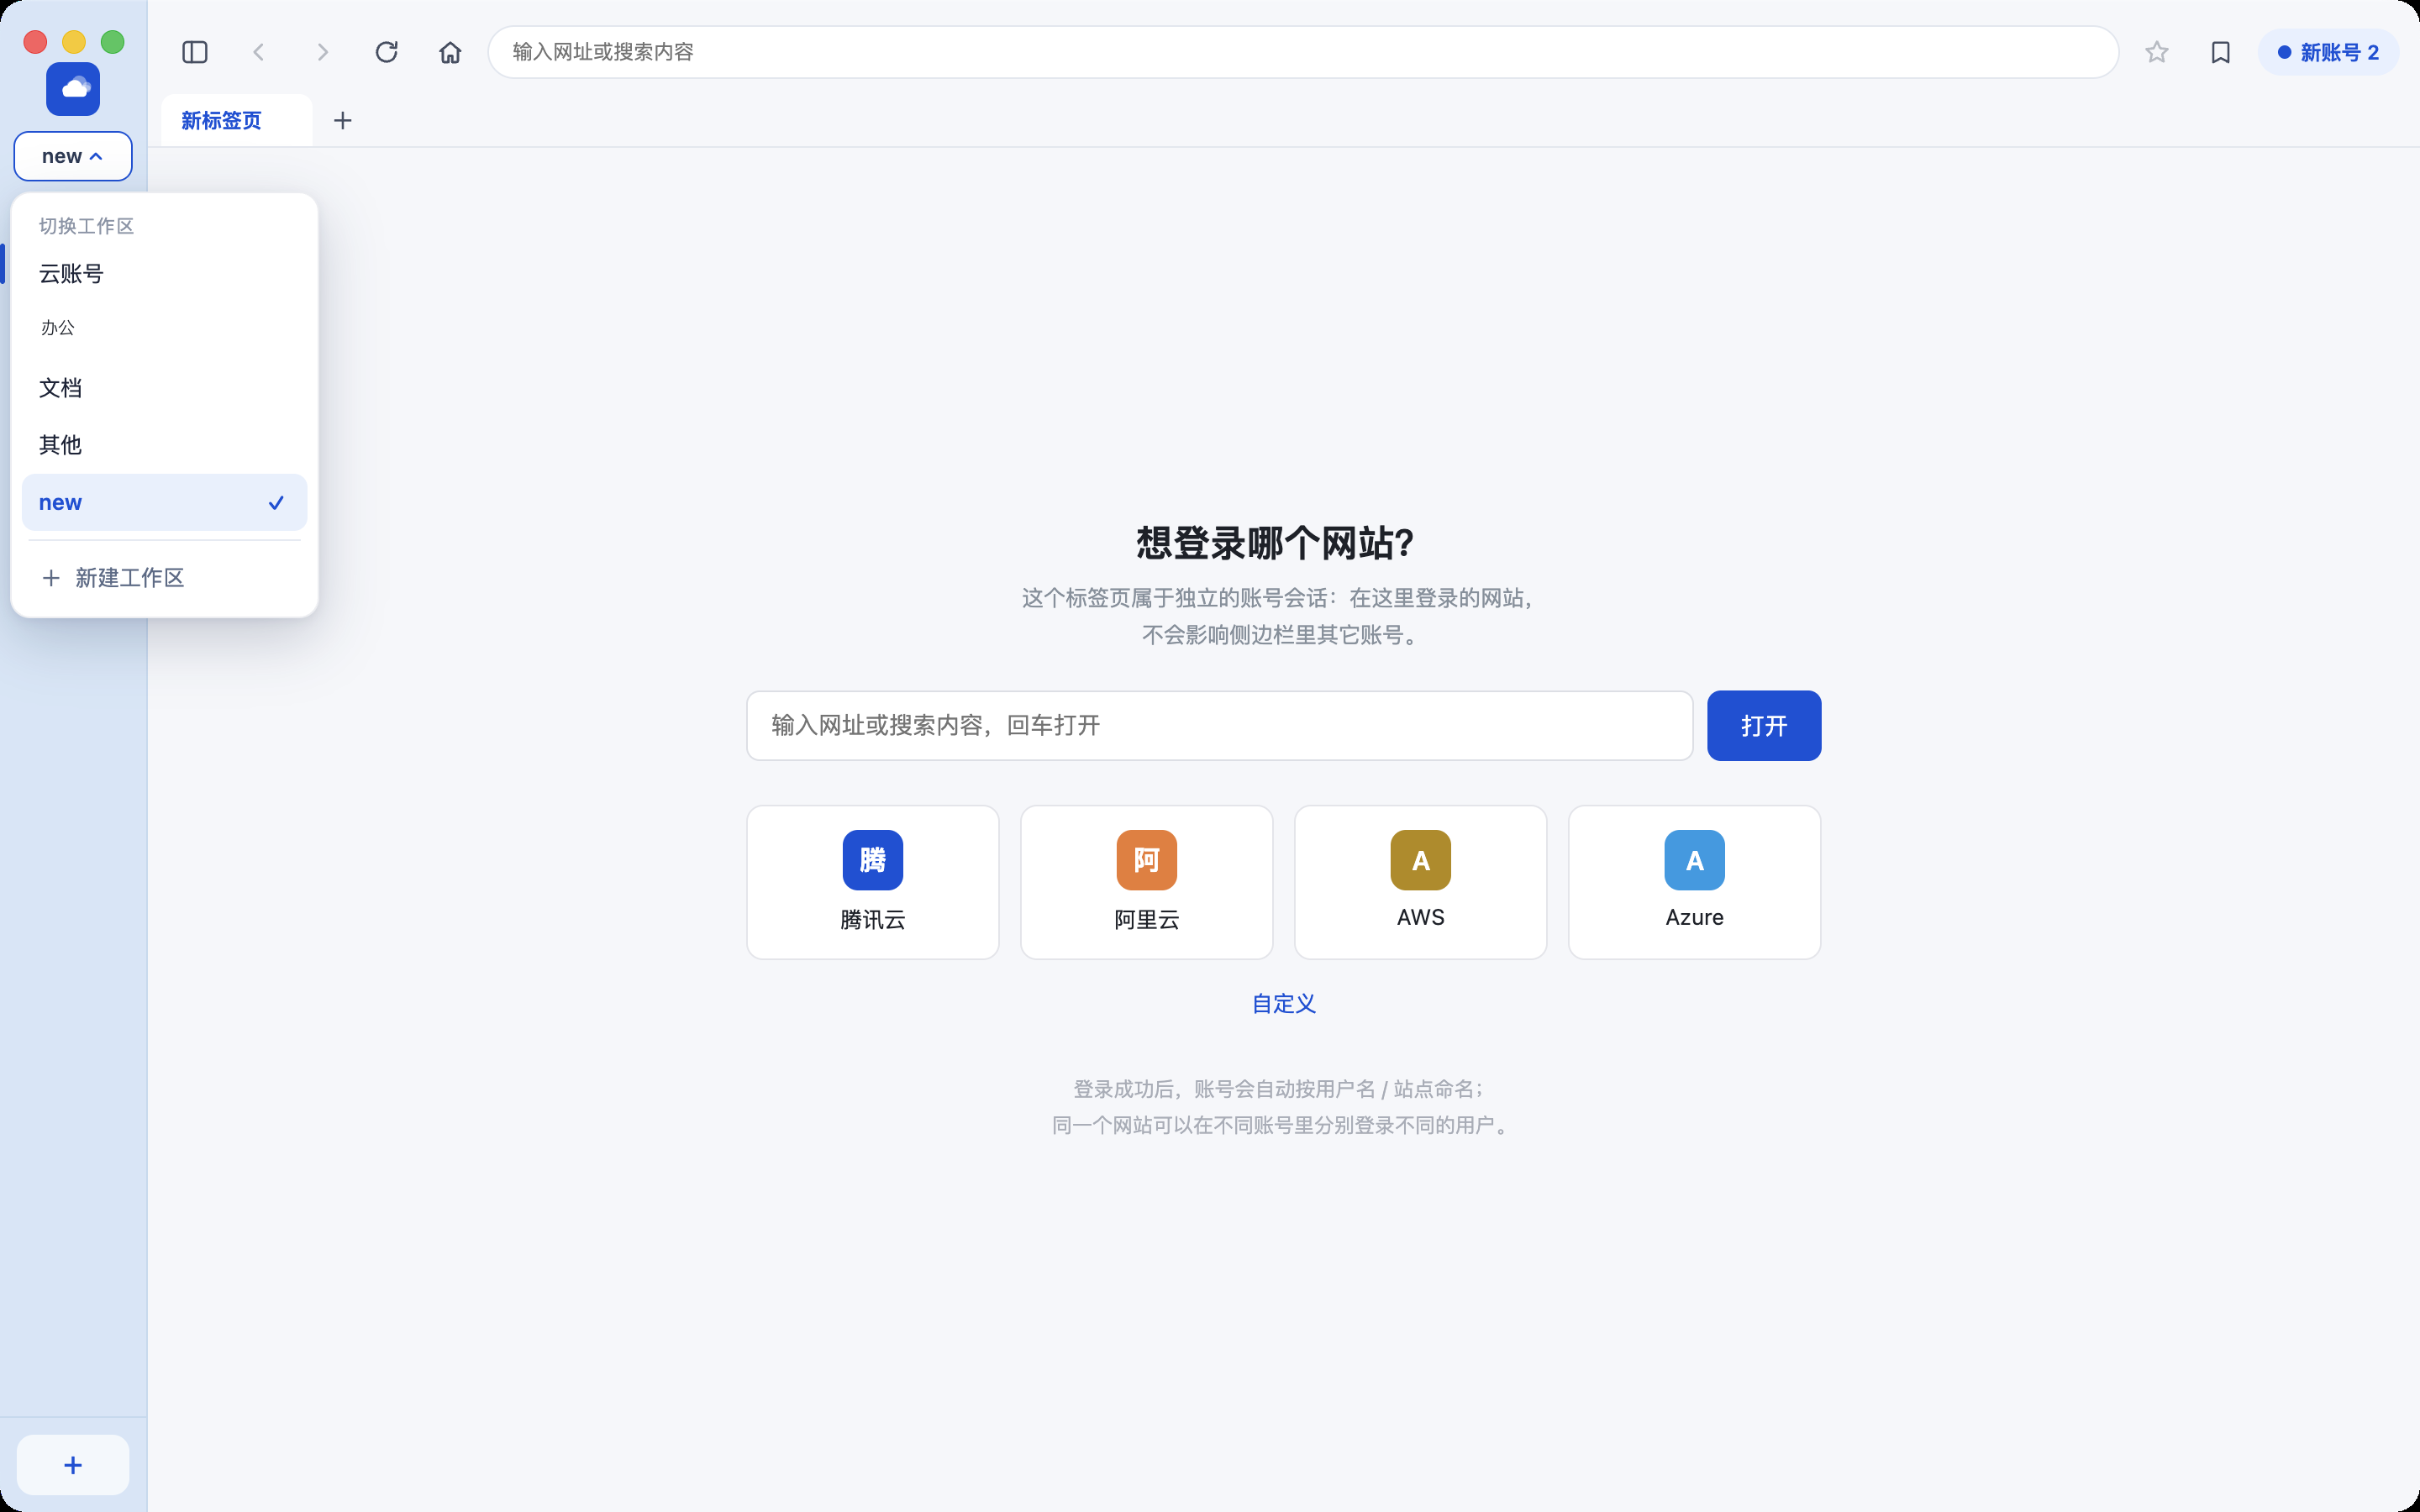 输入网址或搜索内容
新账号 2
新标签页
new
切换工作区
云账号
办公
文档
其他
new
新建工作区
想登录哪个网站?
这个标签页属于独立的账号会话：在这里登录的网站，
不会影响侧边栏里其它账号。
输入网址或搜索内容，回车打开
打开
腾
阿
A
A
腾讯云
阿里云
AWS
Azure
自定义
登录成功后，账号会自动按用户名 / 站点命名；
同一个网站可以在不同账号里分别登录不同的用户。